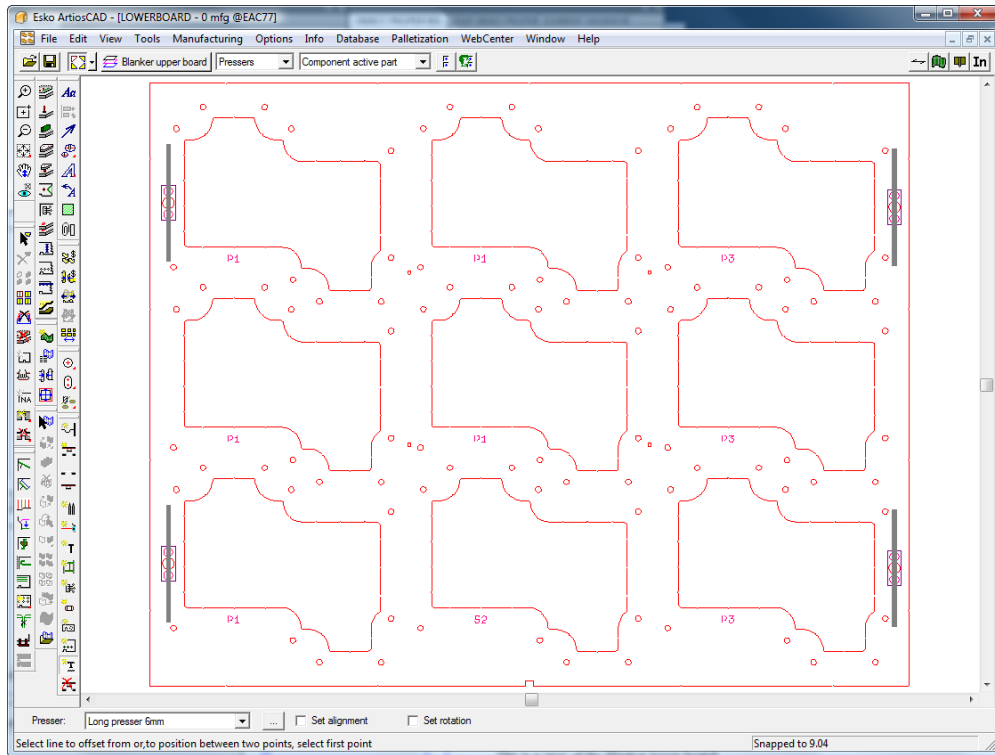 Esko ArtiosCAD - [LOWERBOARD - 0 mfg @EAC77]
File Edit View Tools Manufacturing Options Info Database Palletization WebCenter Window Help
Blanker upper board Pressers Component active part In
P1 P1 P3
P1 P1 P3
P1 S2 P3
Presser: Long presser 6mm ... Set alignment Set rotation
Select line to offset from or,to position between two points, select first point Snapped to 9.04